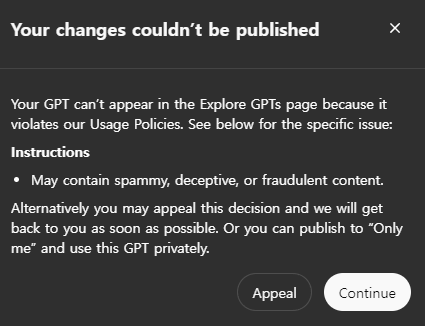 Your changes couldn't be published
Your GPT can't appear in the Explore GPTs page because it
violates our Usage Policies. See below for the specific issue:
Instructions
• May contain spammy, deceptive, or fraudulent content.
Alternatively you may appeal this decision and we will get
back to you as soon as possible. Or you can publish to “Only
me” and use this GPT privately.
Appeal
Continue